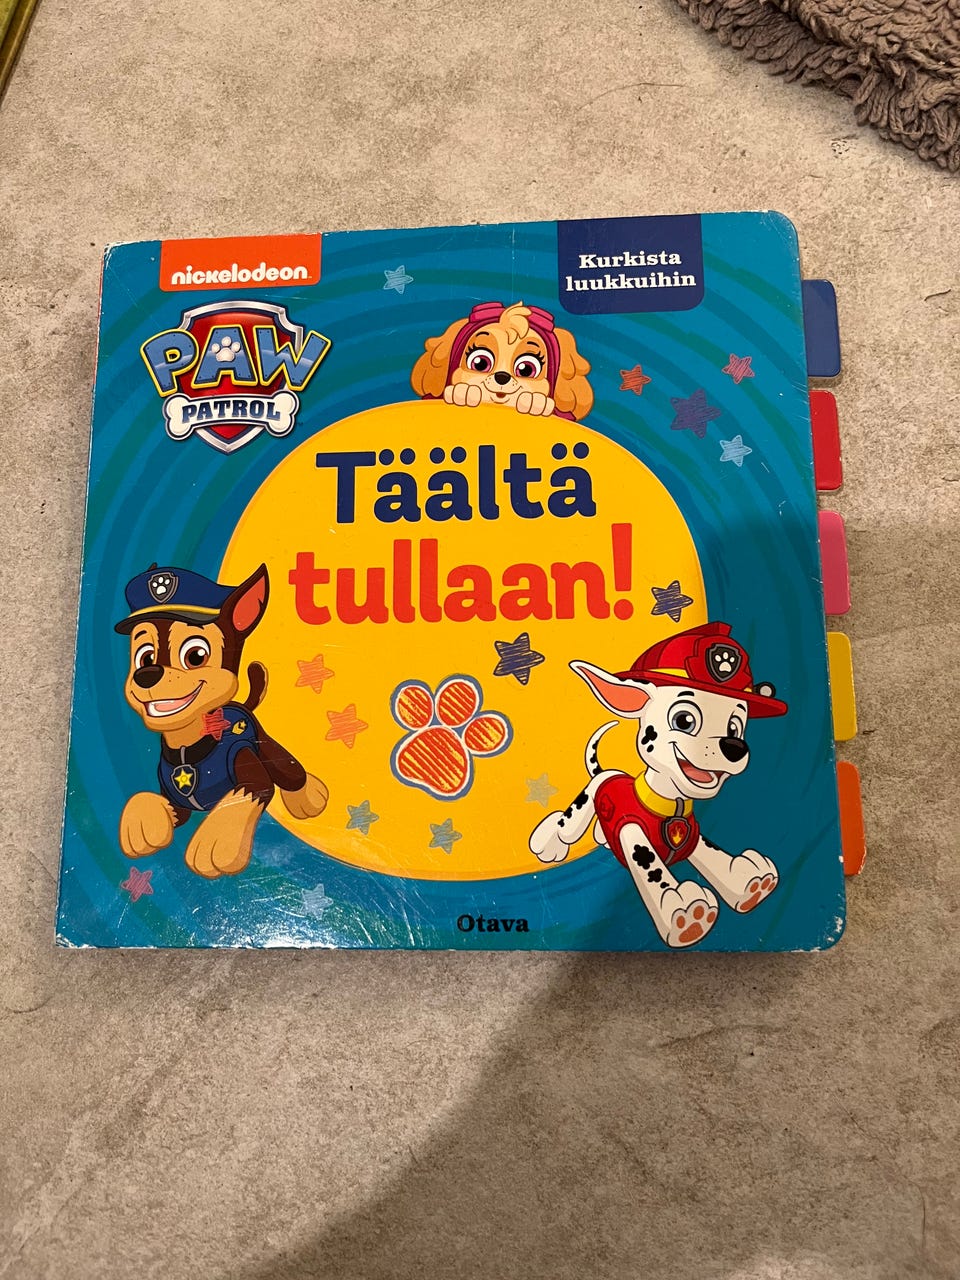 nickelodeon
Kurkista
luukkuihin
PAW
PATROL
Täältä
tullaan!
Otava